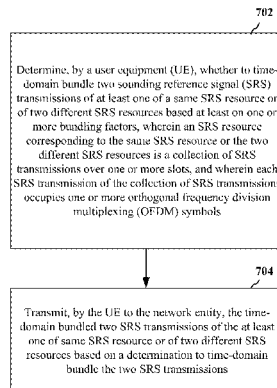 702
Determine, by a user equipment (UE), whether to time-
domain bundle two sounding reference signal (SRS)
transmissions of at least one of a same SRS resource or
of two different SRS resources based at least on one or
more bundling factors, wherein an SRS resource
corresponding to the same SRS resource or the two
different SRS resources is a collection of SRS
transmissions over one or more slots, and wherein each
SRS transmission of the collection of SRS transmissions
occupies one or more orthogonal frequency division
multiplexing (OFDM) symbols
704
Transmit, by the UE to the network entity, the time-
domain bundled two SRS transmissions of the at least
one of same SRS resource or of two different SRS
resources based on a determination to time-domain
bundle the two SRS transmissions